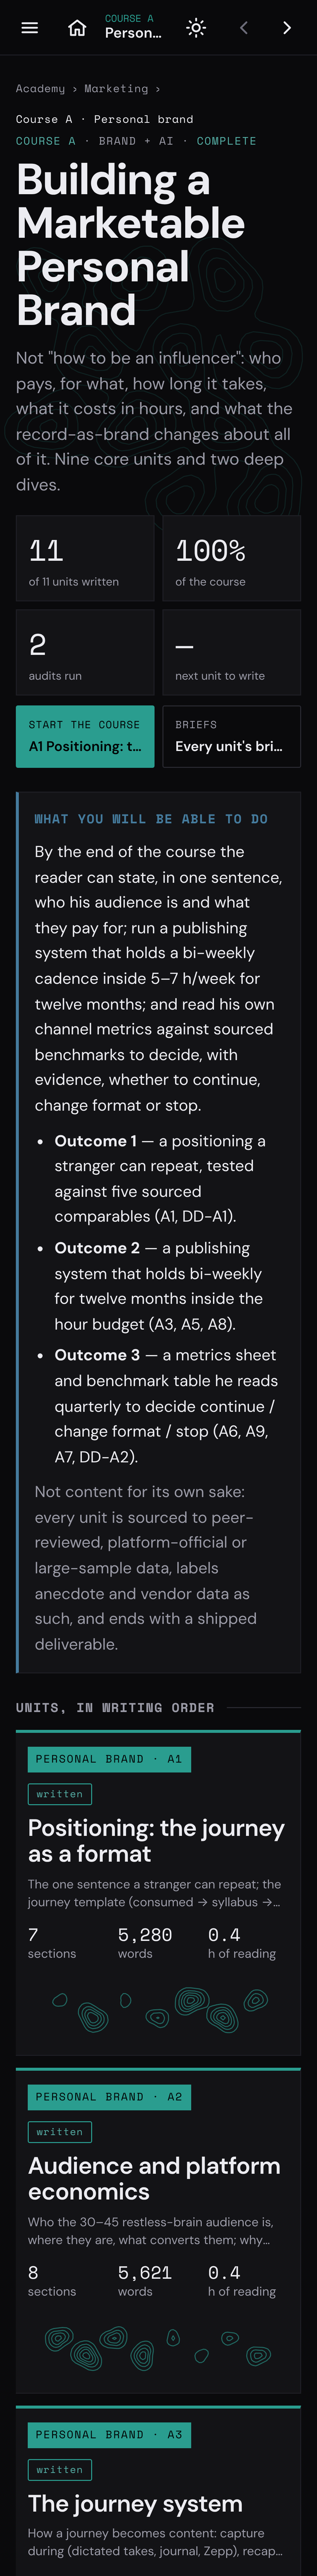 COURSE A
Person…
Academy › Marketing ›
Course A · Personal brand
COURSE A · BRAND + AI · COMPLETE
Building a
Marketable
Personal
Brand
Not "how to be an influencer": who
pays, for what, how long it takes,
what it costs in hours, and what the
record-as-brand changes about all
of it. Nine core units and two deep
dives.
11
of 11 units written
100%
of the course
2
audits run
—
next unit to write
START THE COURSE
A1 Positioning: t…
BRIEFS
Every unit's bri…
WHAT YOU WILL BE ABLE TO DO
By the end of the course the
reader can state, in one sentence,
who his audience is and what
they pay for; run a publishing
system that holds a bi-weekly
cadence inside 5–7 h/week for
twelve months; and read his own
channel metrics against sourced
benchmarks to decide, with
evidence, whether to continue,
change format or stop.
• Outcome 1 — a positioning a
stranger can repeat, tested
against five sourced
comparables (A1, DD-A1).
• Outcome 2 — a publishing
system that holds bi-weekly
for twelve months inside the
hour budget (A3, A5, A8).
• Outcome 3 — a metrics sheet
and benchmark table he reads
quarterly to decide continue /
change format / stop (A6, A9,
A7, DD-A2).
Not content for its own sake:
every unit is sourced to peer-
reviewed, platform-official or
large-sample data, labels
anecdote and vendor data as
such, and ends with a shipped
deliverable.
UNITS, IN WRITING ORDER
PERSONAL BRAND · A1
written
Positioning: the journey
as a format
The one sentence a stranger can repeat; the
journey template (consumed → syllabus →…
7
sections
5,280
words
0.4
h of reading
PERSONAL BRAND · A2
written
Audience and platform
economics
Who the 30–45 restless-brain audience is,
where they are, what converts them; why…
8
sections
5,621
words
0.4
h of reading
PERSONAL BRAND · A3
written
The journey system
How a journey becomes content: capture
during (dictated takes, journal, Zepp), recap…